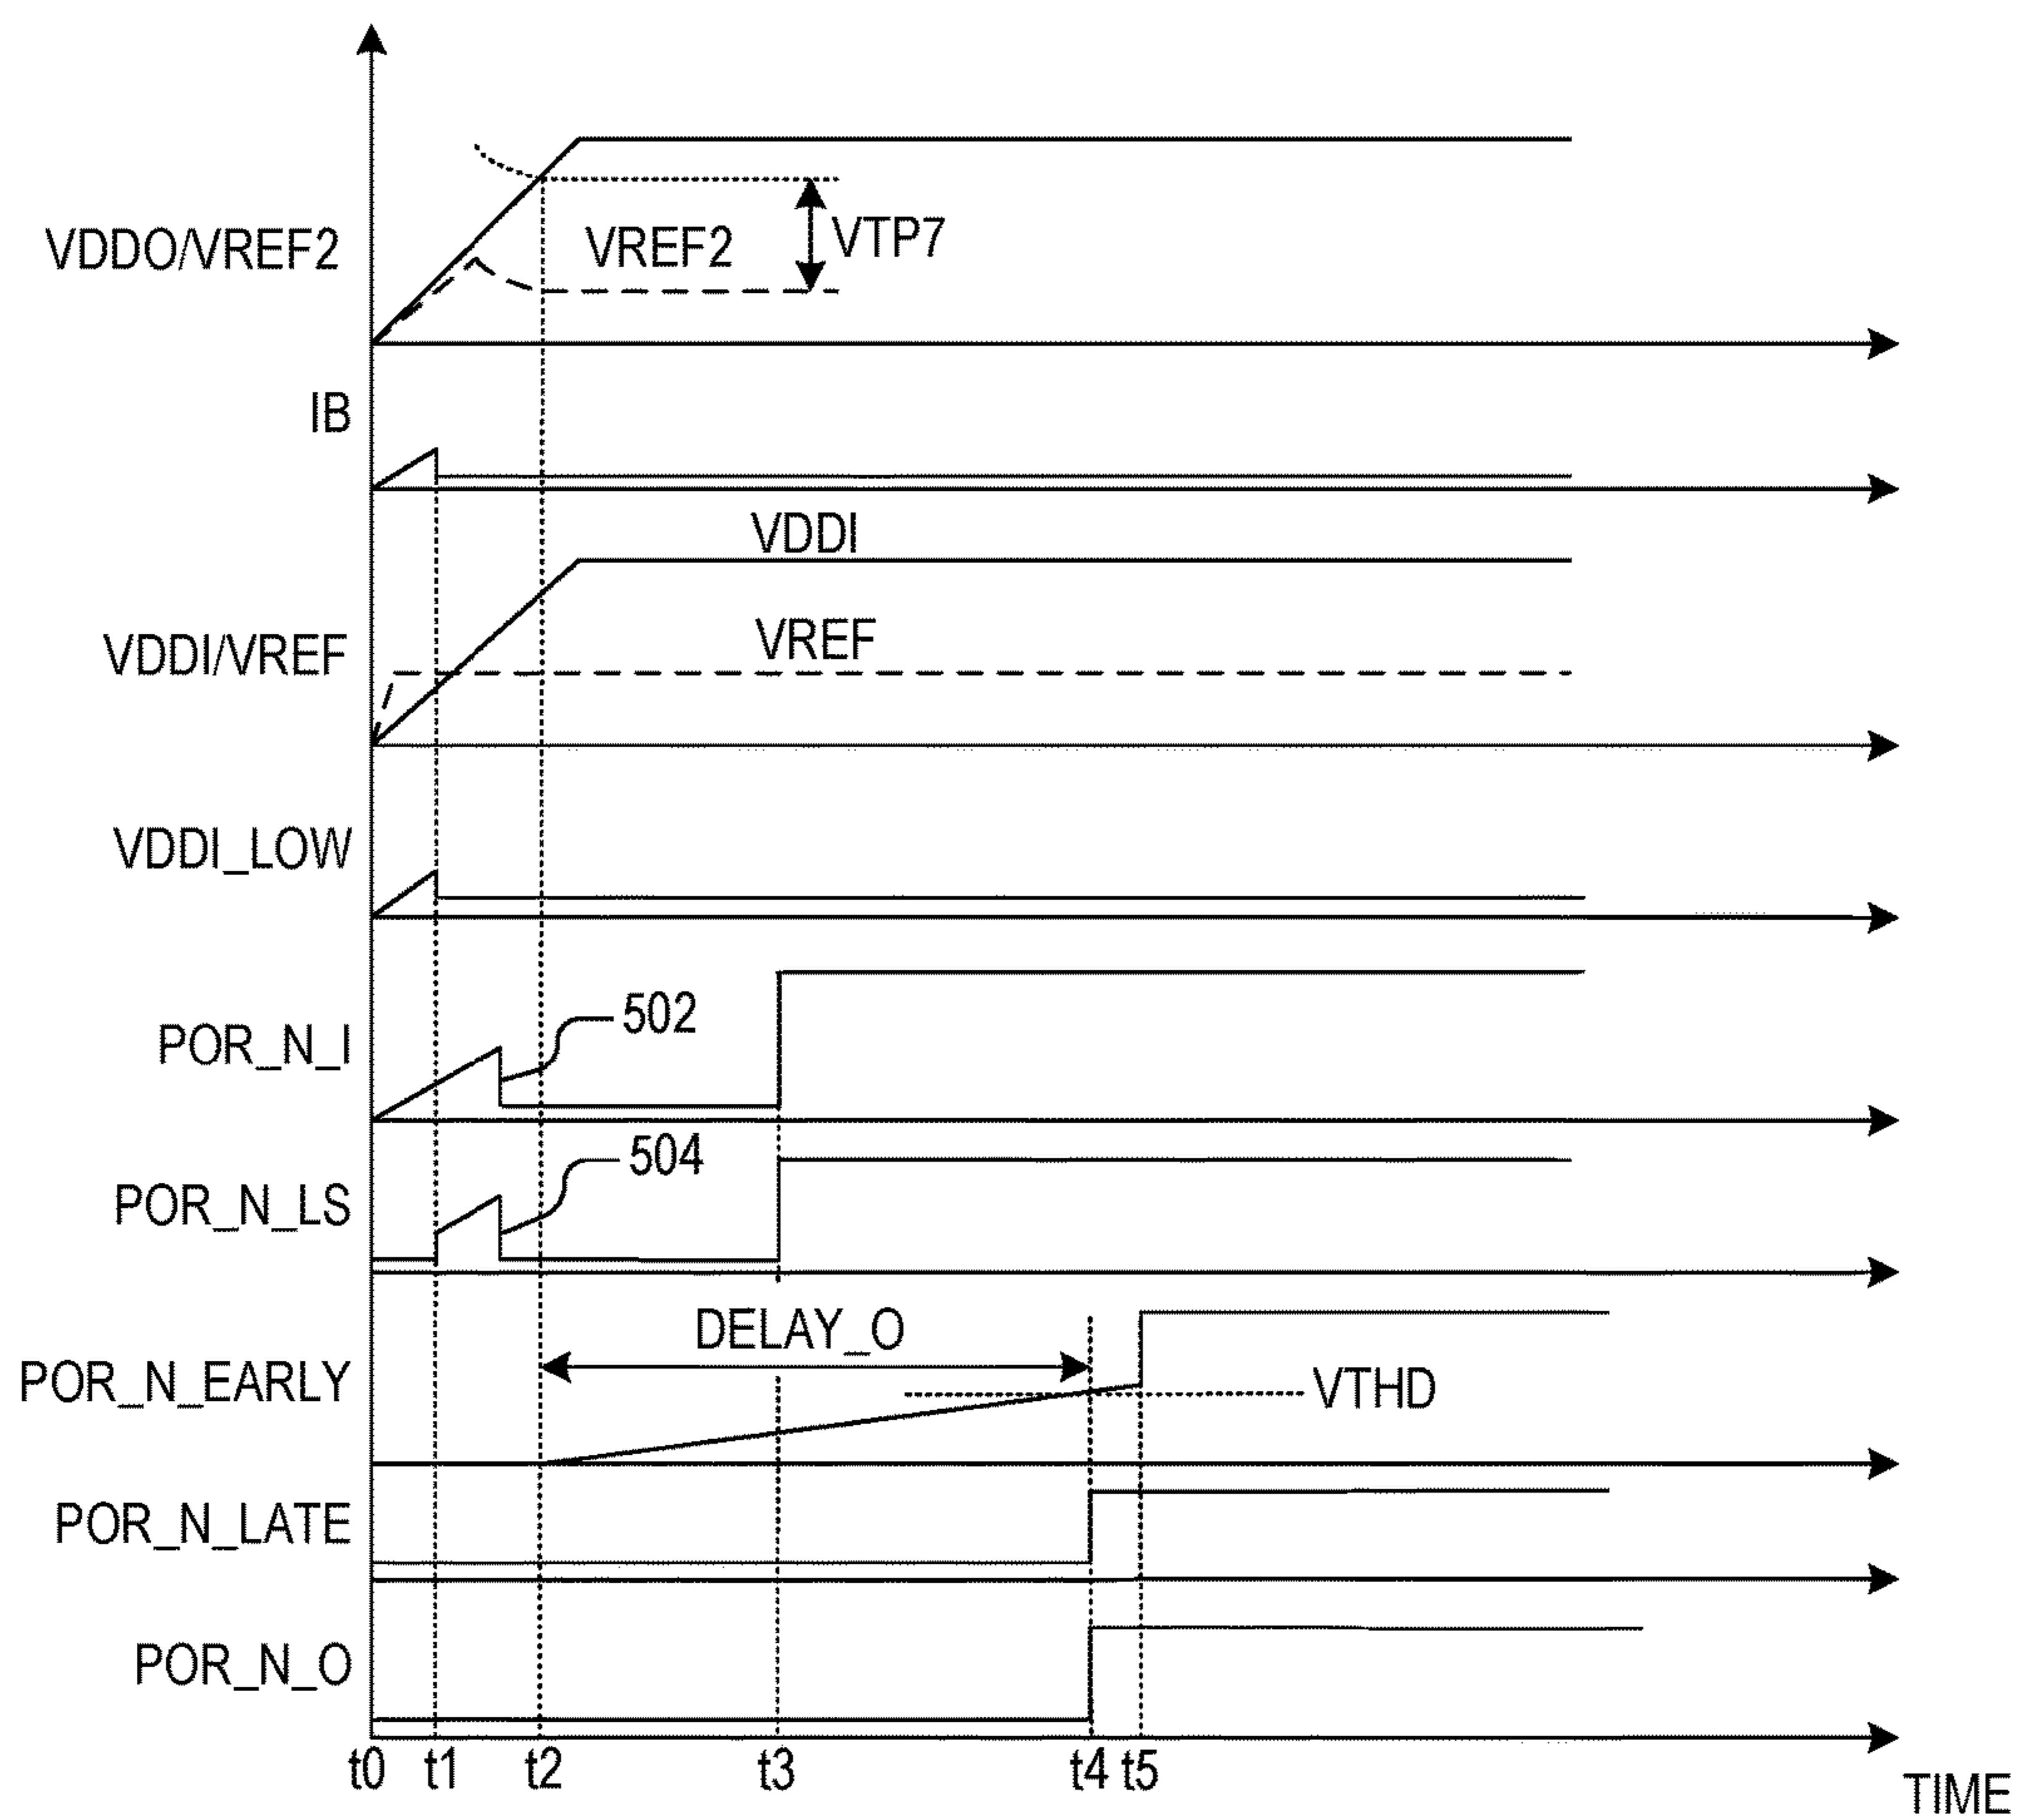 VDDO/VREF2
VREF2
VTP7
IB
VDDI
VDDI/VREF
VREF
VDDI_LOW
POR_N_I
502
POR_N_LS
504
DELAY_O
POR_N_EARLY
VTHD
POR_N_LATE
POR_N_O
t0 t1 t2 t3 t4 t5
TIME